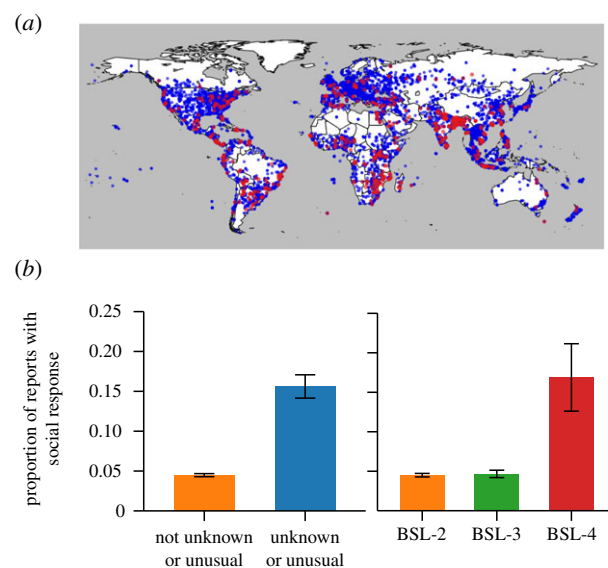 (a)
(b)
proportion of reports with
social response
0.25
0.20
0.15
0.10
0.05
0
not unknown
or unusual
unknown
or unusual
BSL-2
BSL-3
BSL-4